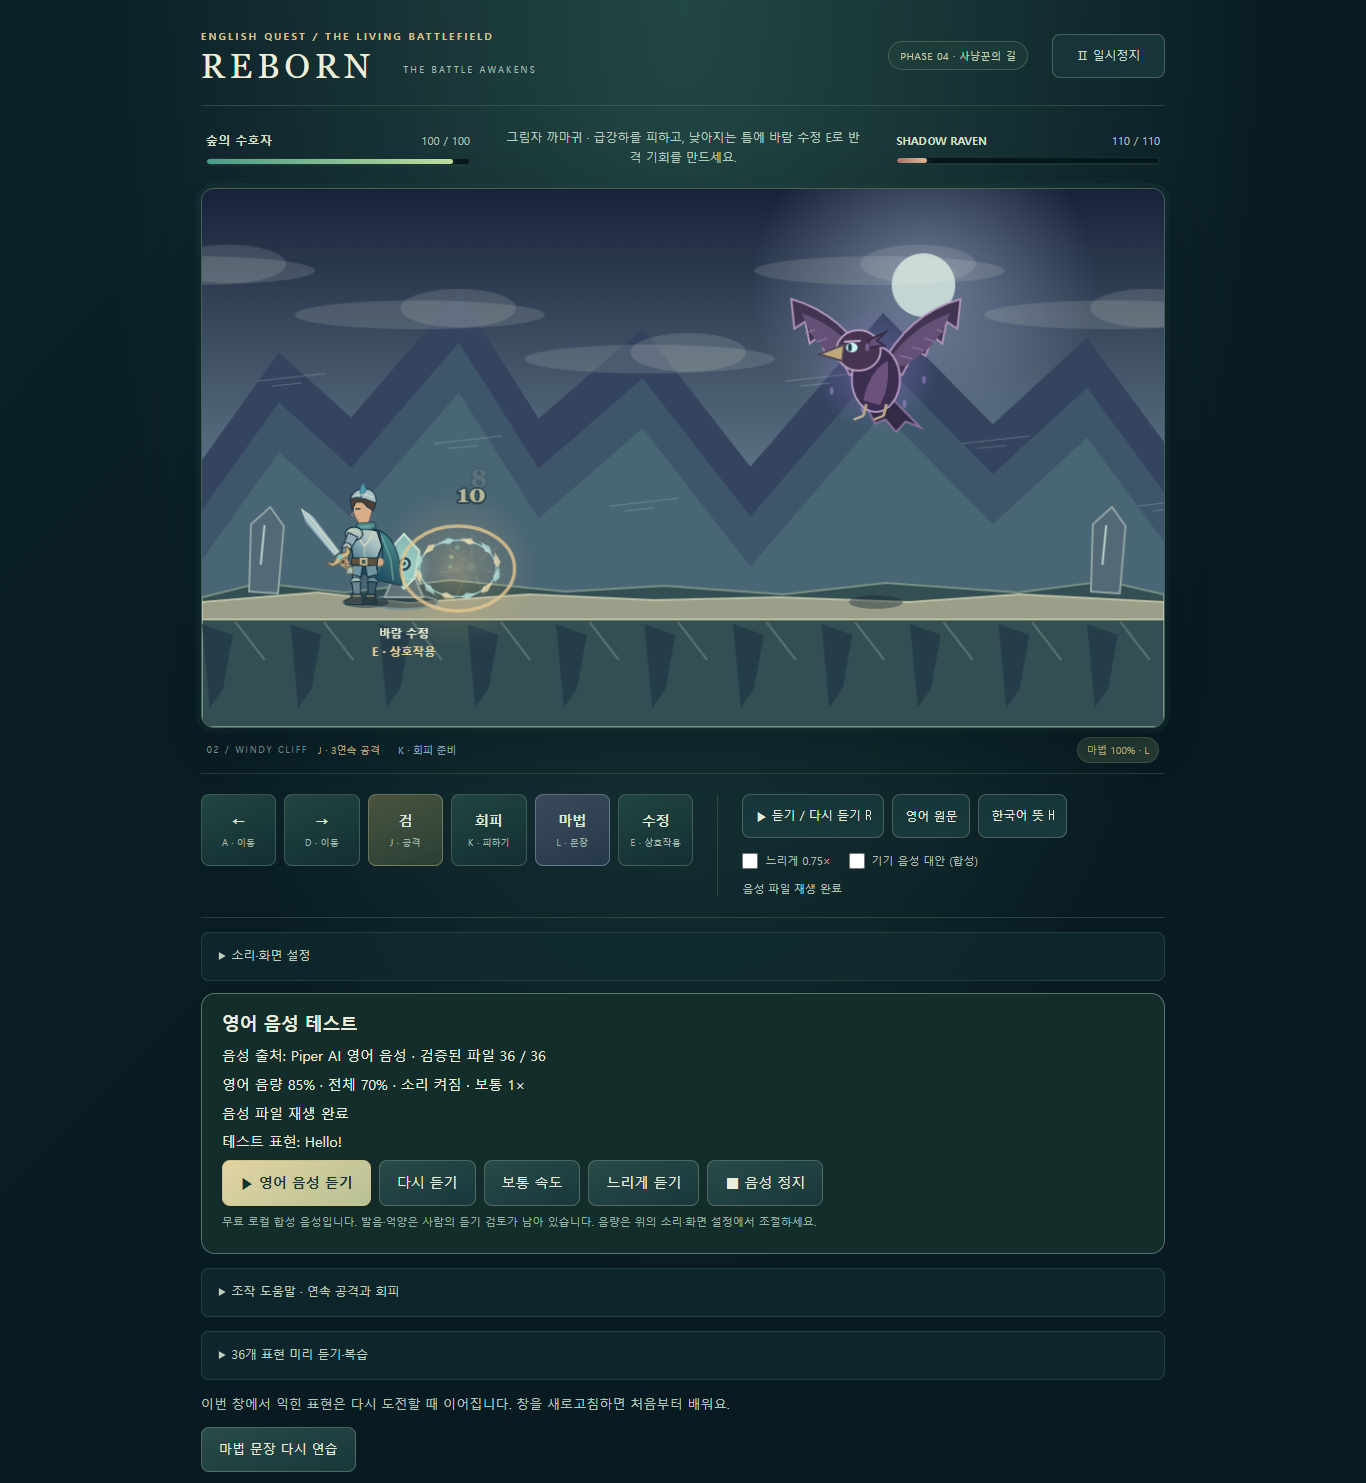 ENGLISH QUEST / THE LIVING BATTLEFIELD
REBORN
THE BATTLE AWAKENS
PHASE 04 · 사냥꾼의 길
Ⅱ 일시정지
숲의 수호자
100 / 100
그림자 까마귀 · 급강하를 피하고, 낮아지는 틈에 바람 수정 E로 반
격 기회를 만드세요.
SHADOW RAVEN
110 / 110
8
10
바람 수정
E · 상호작용
02 / WINDY CLIFF
J · 3연속 공격
K · 회피 준비
마법 100% · L
←
A · 이동
→
D · 이동
검
J · 공격
회피
K · 피하기
마법
L · 문장
수정
E · 상호작용
▶ 듣기 / 다시 듣기 R
영어 원문
한국어 뜻 H
느리게 0.75×
기기 음성 대안 (합성)
음성 파일 재생 완료
▶ 소리·화면 설정
영어 음성 테스트
음성 출처: Piper AI 영어 음성 · 검증된 파일 36 / 36
영어 음량 85% · 전체 70% · 소리 켜짐 · 보통 1×
음성 파일 재생 완료
테스트 표현: Hello!
▶ 영어 음성 듣기
다시 듣기
보통 속도
느리게 듣기
■ 음성 정지
무료 로컬 합성 음성입니다. 발음·억양은 사람의 듣기 검토가 남아 있습니다. 음량은 위의 소리·화면 설정에서 조절하세요.
▶ 조작 도움말 · 연속 공격과 회피
▶ 36개 표현 미리 듣기·복습
이번 창에서 익힌 표현은 다시 도전할 때 이어집니다. 창을 새로고침하면 처음부터 배워요.
마법 문장 다시 연습